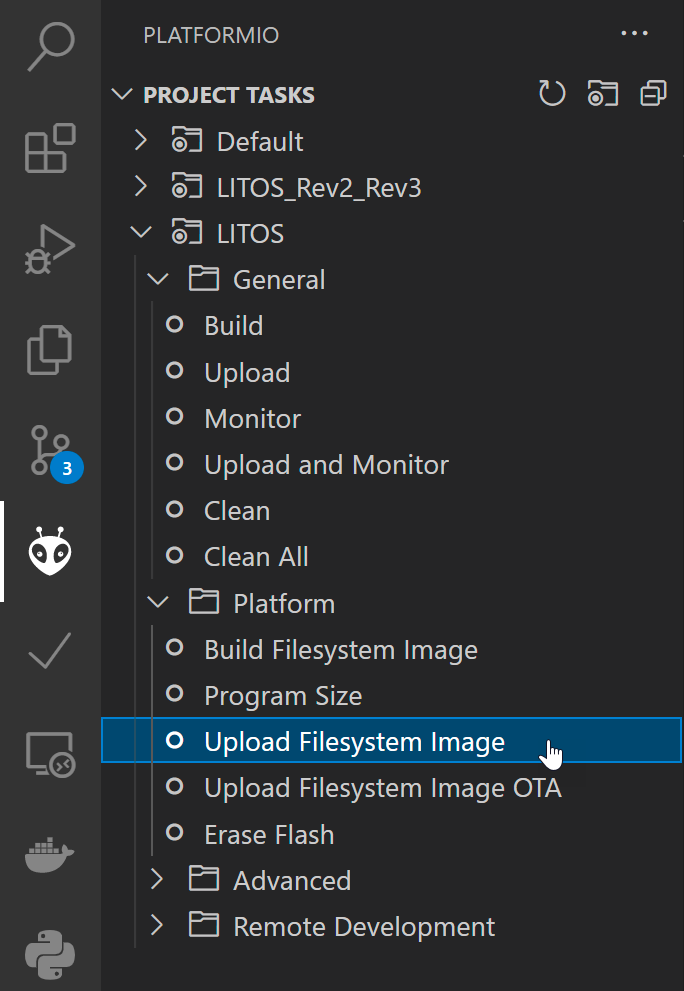 PLATFORMIO
PROJECT TASKS
Default
LITOS_Rev2_Rev3
LITOS
General
Build
Upload
Monitor
Upload and Monitor
Clean
3
Clean All
Platform
Build Filesystem Image
Program Size
Upload Filesystem Image
Upload Filesystem Image OTA
Erase Flash
Advanced
Remote Development